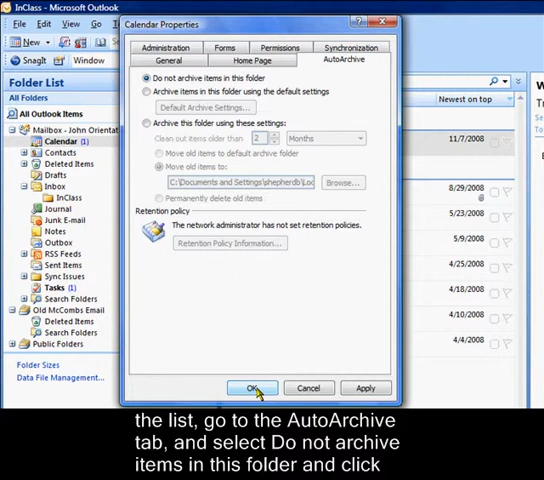 InClass - Microsoft Outlook
File Edit View Go
New
SnagIt Window
Folder List
All Folders
All Outlook Items
Mailbox - John Orientat
Calendar (1)
Contacts
Deleted Items
Drafts
Inbox
InClass
Journal
Junk E-mail
Notes
Outbox
RSS Feeds
Sent Items
Sync Issues
Tasks (1)
Search Folders
Old McCombs Email
Deleted Items
Search Folders
Public Folders
Folder Sizes
Data File Management...
Calendar Properties
Administration Forms Permissions Synchronization
General Home Page AutoArchive
Do not archive items in this folder
Archive items in this folder using the default settings
Default Archive Settings...
Archive this folder using these settings:
Clean out items older than 2 Months
Move old items to default archive folder
Move old items to:
C:\Documents and Settings\shepherdb\Loc Browse...
Permanently delete old items
Retention policy
The network administrator has not set retention policies.
Retention Policy Information...
OK Cancel Apply
Newest on top
11/7/2008
8/29/2008
5/23/2008
5/9/2008
4/25/2008
4/18/2008
4/10/2008
4/4/2008
the list, go to the AutoArchive
tab, and select Do not archive
items in this folder and click